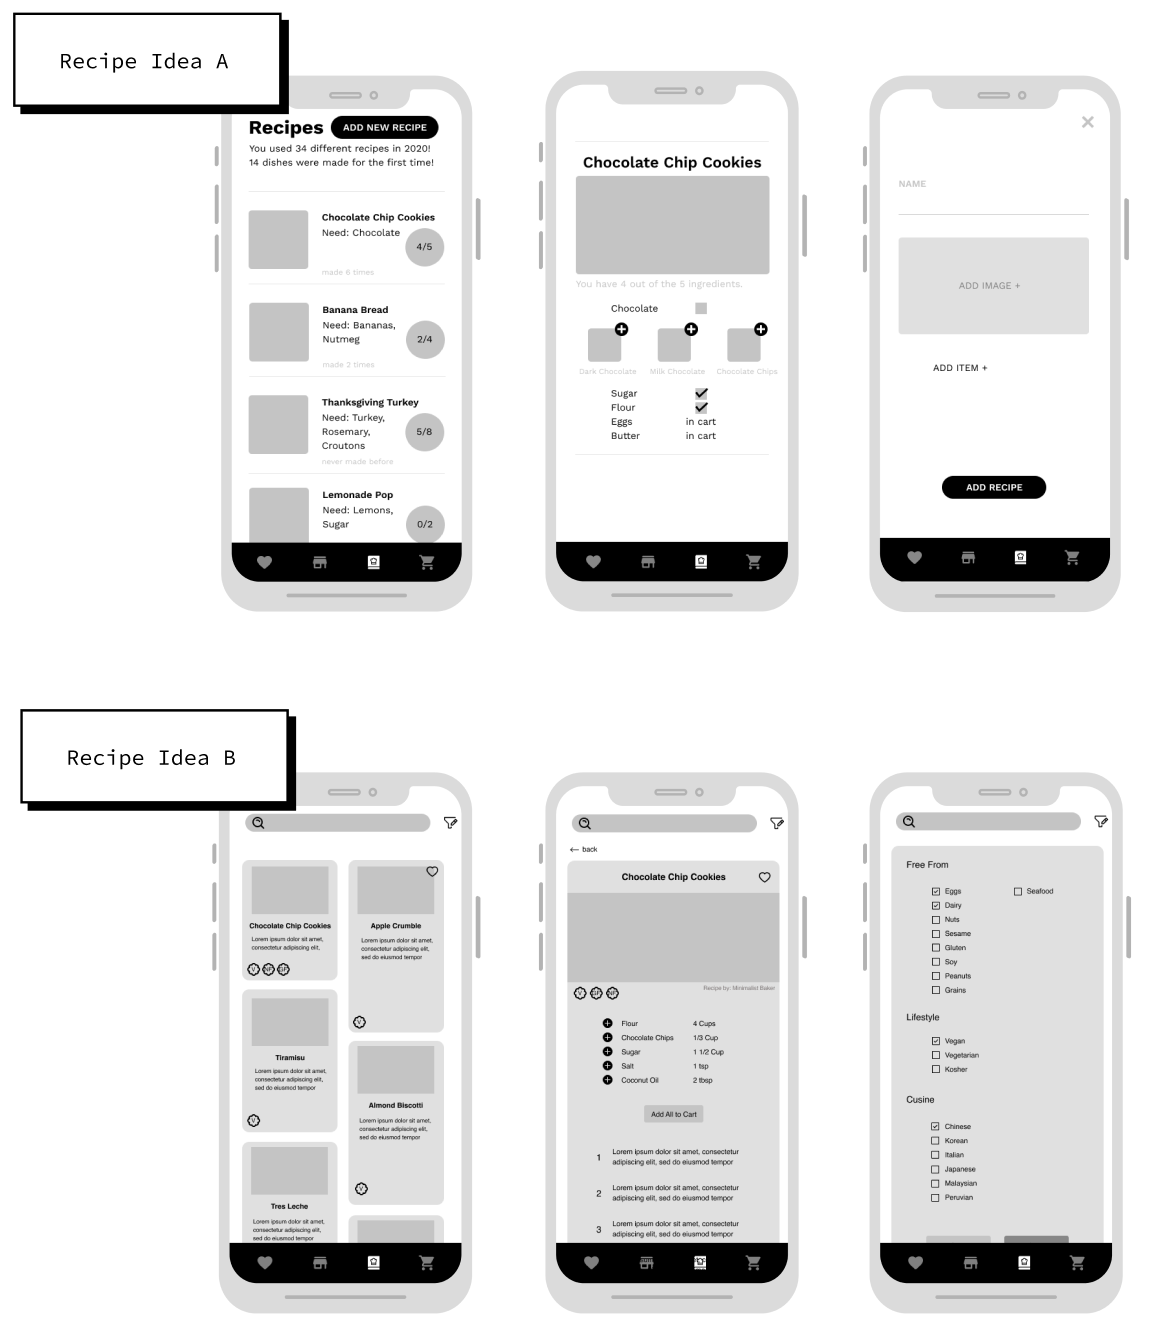 Recipe Idea A
Recipes
ADD NEW RECIPE
You used 34 different recipes in 2020!
14 dishes were made for the first time!
Chocolate Chip Cookies
Need: Chocolate
4/5
made 6 times
Banana Bread
Need: Bananas,
Nutmeg
2/4
made 2 times
Thanksgiving Turkey
Need: Turkey,
Rosemary,
Croutons
5/8
never made before
Lemonade Pop
Need: Lemons,
Sugar
0/2
Chocolate Chip Cookies
You have 4 out of the 5 ingredients.
Chocolate
Dark Chocolate
Milk Chocolate
Chocolate Chips
Sugar
Flour
Eggs in cart
Butter in cart
NAME
ADD IMAGE +
ADD ITEM +
ADD RECIPE
Recipe Idea B
Chocolate Chip Cookies
Lorem ipsum dolor sit amet,
consectetur adipiscing elit,
V NF GF
Tiramisu
Lorem ipsum dolor sit amet,
consectetur adipiscing elit,
sed do eiusmod tempor
V
Tres Leche
Lorem ipsum dolor sit amet,
consectetur adipiscing elit,
sed do eiusmod tempor
Apple Crumble
Lorem ipsum dolor sit amet,
consectetur adipiscing elit,
sed do eiusmod tempor
V
Almond Biscotti
Lorem ipsum dolor sit amet,
consectetur adipiscing elit,
sed do eiusmod tempor
V
back
Chocolate Chip Cookies
V GF NF
Recipe by: Minimalist Baker
Flour 4 Cups
Chocolate Chips 1/3 Cup
Sugar 1 1/2 Cup
Salt 1 tsp
Coconut Oil 2 tbsp
Add All to Cart
1 Lorem ipsum dolor sit amet, consectetur
adipiscing elit, sed do eiusmod tempor
2 Lorem ipsum dolor sit amet, consectetur
adipiscing elit, sed do eiusmod tempor
3 Lorem ipsum dolor sit amet, consectetur
adipiscing elit, sed do eiusmod tempor
Free From
Eggs
Seafood
Dairy
Nuts
Sesame
Gluten
Soy
Peanuts
Grains
Lifestyle
Vegan
Vegetarian
Kosher
Cusine
Chinese
Korean
Italian
Japanese
Malaysian
Peruvian